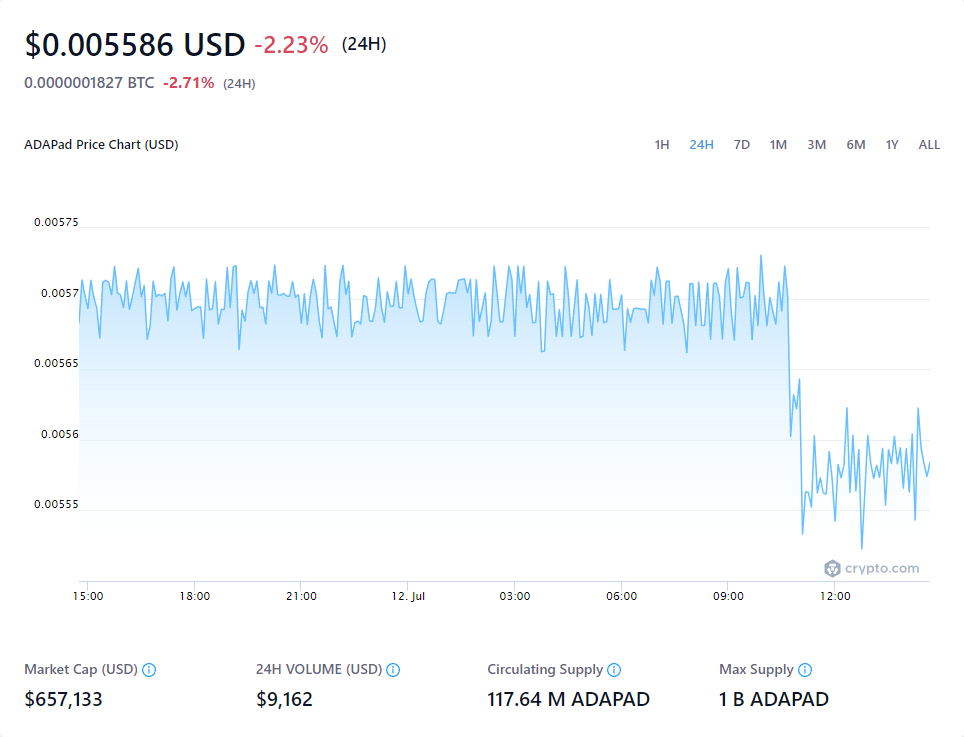 $0.005586 USD -2.23% (24H)
0.0000001827 BTC -2.71% (24H)
ADAPad Price Chart (USD)
1H 24H 7D 1M 3M 6M 1Y ALL
0.00575
0.0057
0.00565
0.0056
0.00555
crypto.com
15:00 18:00 21:00 12. Jul 03:00 06:00 09:00 12:00
Market Cap (USD) 24H VOLUME (USD) Circulating Supply Max Supply
$657,133 $9,162 117.64 M ADAPAD 1 B ADAPAD